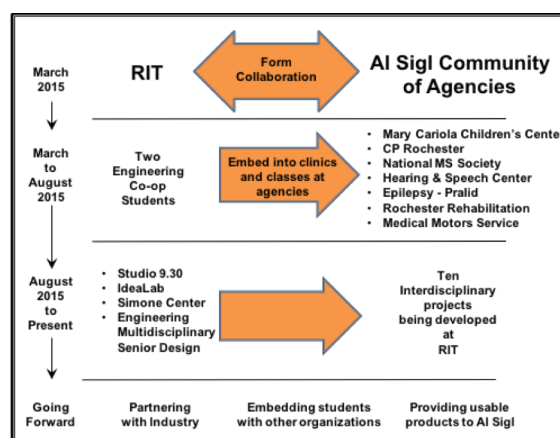 March
2015
RIT
Form
Collaboration
Al Sigl Community
of Agencies
March
to
August
2015
Two
Engineering
Co-op
Students
Embed into clinics
and classes at
agencies
• Mary Cariola Children's Center
• CP Rochester
• National MS Society
• Hearing & Speech Center
• Epilepsy - Pralid
• Rochester Rehabilitation
• Medical Motors Service
August
2015
to
Present
• Studio 9.30
• IdeaLab
• Simone Center
• Engineering
Multidisciplinary
Senior Design
Ten
Interdisciplinary
projects
being developed
at
RIT
Going
Forward
Partnering
with Industry
Embedding students
with other organizations
Providing usable
products to Al Sigl